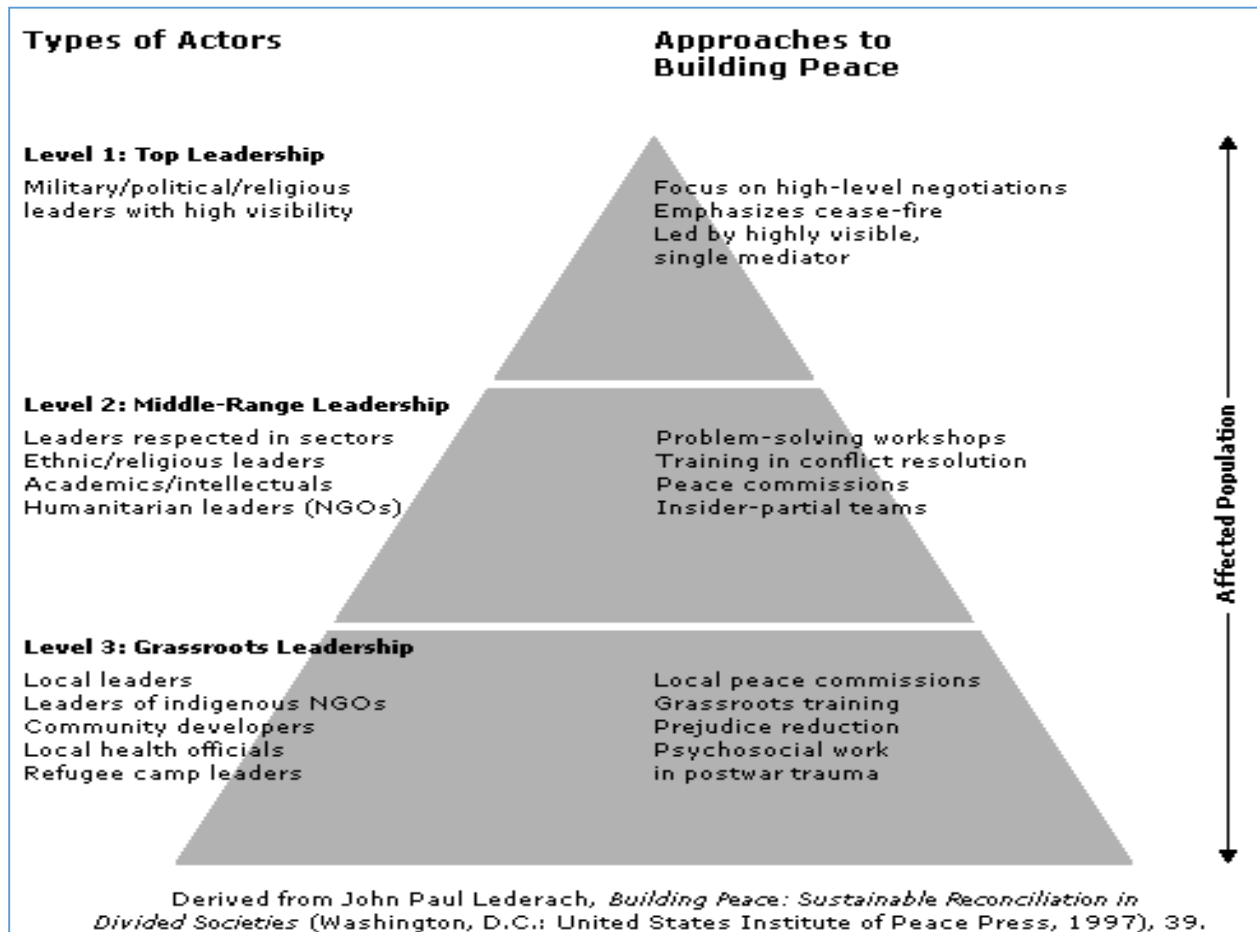 Types of Actors
Approaches to
Building Peace
Level 1: Top Leadership
Military/political/religious
leaders with high visibility
Focus on high-level negotiations
Emphasizes cease-fire
Led by highly visible,
single mediator
Level 2: Middle-Range Leadership
Leaders respected in sectors
Ethnic/religious leaders
Academics/intellectuals
Humanitarian leaders (NGOs)
Problem-solving workshops
Training in conflict resolution
Peace commissions
Insider-partial teams
Level 3: Grassroots Leadership
Local leaders
Leaders of indigenous NGOs
Community developers
Local health officials
Refugee camp leaders
Local peace commissions
Grassroots training
Prejudice reduction
Psychosocial work
in postwar trauma
Affected Population
Derived from John Paul Lederach, Building Peace: Sustainable Reconciliation in
Divided Societies (Washington, D.C.: United States Institute of Peace Press, 1997), 39.